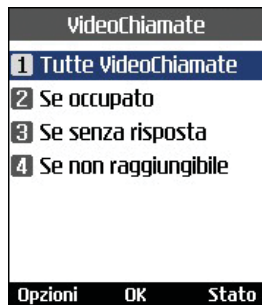 VideoChiamate
1 Tutte VideoChiamate
2 Se occupato
3 Se senza risposta
4 Se non raggiungibile
Opzioni OK Stato